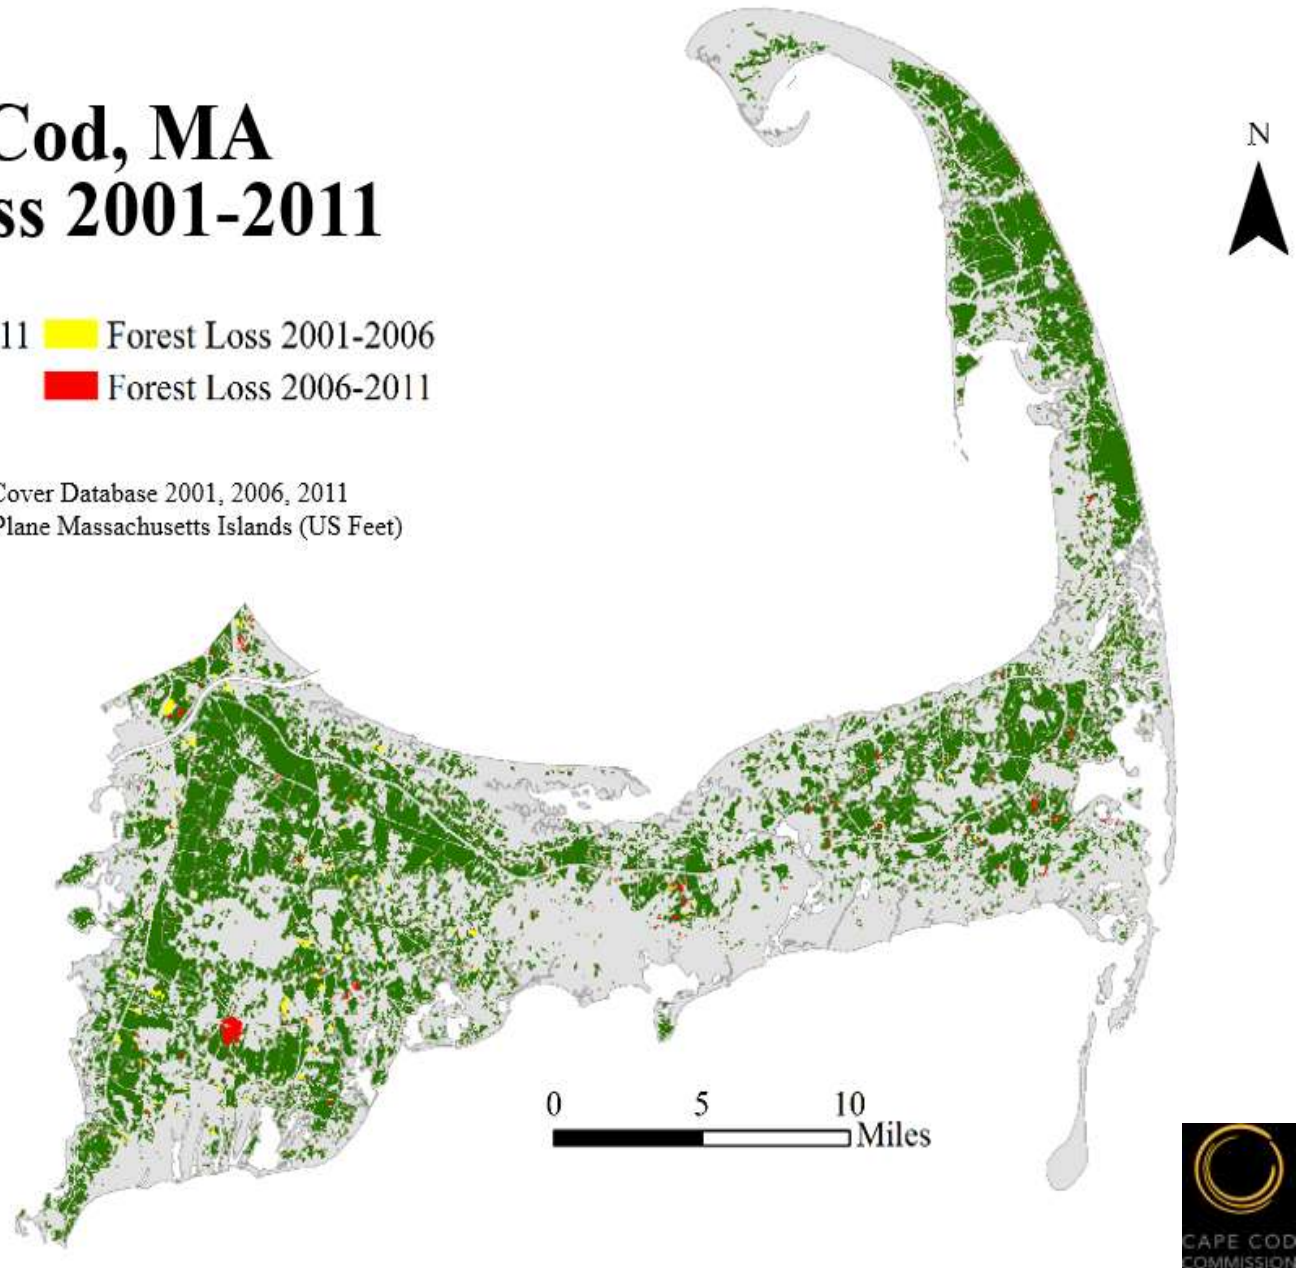 Cod, MA
ss 2001-2011
11 Forest Loss 2001-2006
Forest Loss 2006-2011
Cover Database 2001, 2006, 2011
Plane Massachusetts Islands (US Feet)
N
0 5 10
Miles
CAPE COD
COMMISSION